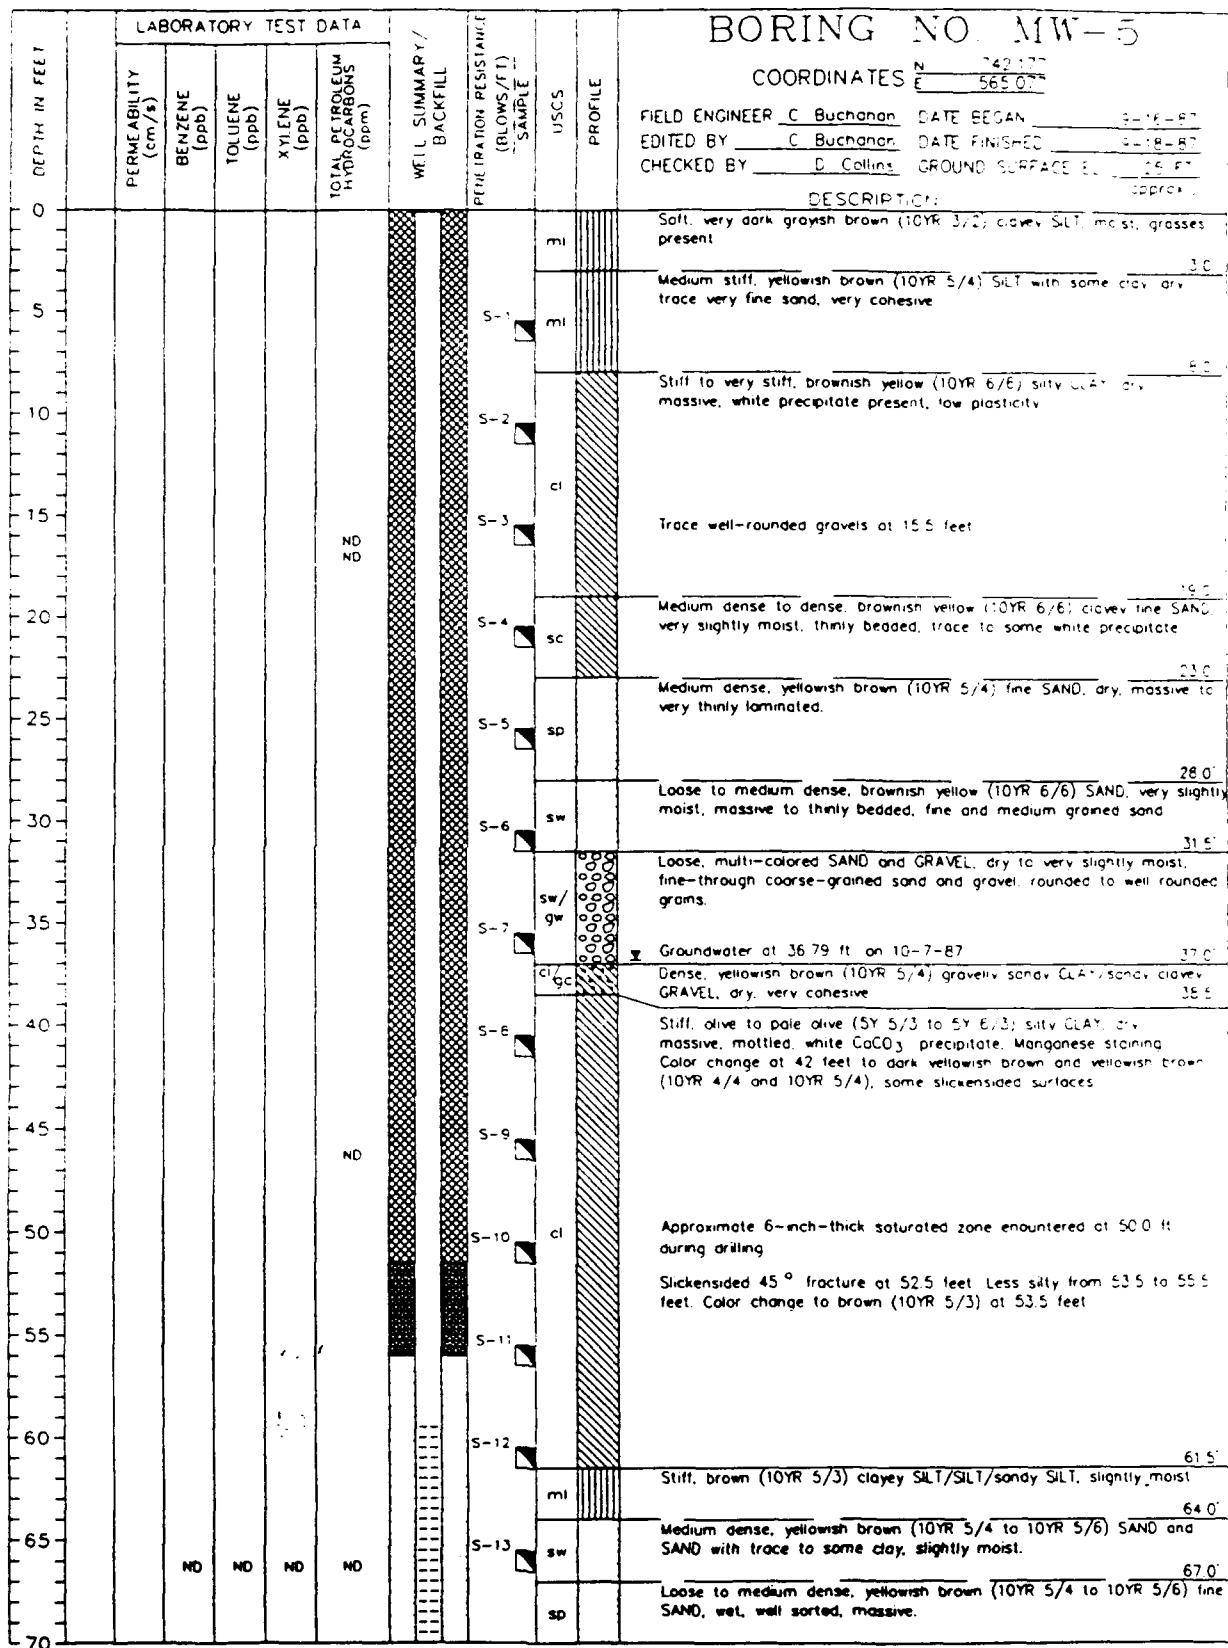 BORING NO. MW-5
COORDINATES N
E 565.07
FIELD ENGINEER C Buchanan DATE BEGAN 9-16-87
EDITED BY C Buchanan DATE FINISHED 9-18-87
CHECKED BY D. Collins GROUND SURFACE EL
approx.
DESCRIPTION
DEPTH IN FEET
LABORATORY TEST DATA
PERMEABILITY (cm/s)
BENZENE (ppb)
TOLUENE (ppb)
XYLENE (ppb)
TOTAL PETROLEUM HYDROCARBONS (ppm)
WELL SUMMARY/ BACKFILL
PENETRATION RESISTANCE (BLOWS/FT)
SAMPLE
USCS
PROFILE
0
ml
Soft, very dark grayish brown (10YR 3/2) clayey SILT, moist, grasses
present
3.0'
Medium stiff, yellowish brown (10YR 5/4) SILT with some clay, dry
trace very fine sand, very cohesive
5
S-1
ml
8.0'
Stiff to very stiff, brownish yellow (10YR 6/6) silty CLAY, dry
massive, white precipitate present, low plasticity
10
S-2
cl
15
S-3
Trace well-rounded gravels at 15.5 feet
ND
ND
19.0'
Medium dense to dense, brownish yellow (10YR 6/6) clayey fine SAND,
very slightly moist, thinly bedded, trace to some white precipitate
20
S-4
sc
23.0'
Medium dense, yellowish brown (10YR 5/4) fine SAND, dry, massive to
very thinly laminated.
25
S-5
sp
28.0'
Loose to medium dense, brownish yellow (10YR 6/6) SAND, very slightly
moist, massive to thinly bedded, fine and medium grained sand
30
S-6
sw
31.5'
Loose, multi-colored SAND and GRAVEL, dry to very slightly moist,
fine-through coarse-grained sand and gravel, rounded to well rounded
grains.
sw/
gw
35
S-7
Groundwater at 36.79 ft on 10-7-87
37.0'
cl/
gc
Dense, yellowish brown (10YR 5/4) gravelly sandy CLAY/sandy clayey
GRAVEL, dry, very cohesive
38.5
Stiff, olive to pale olive (5Y 5/3 to 5Y 6/3) silty CLAY, dry
massive, mottled, white CaCO3 precipitate, Manganese staining
Color change at 42 feet to dark yellowish brown and yellowish brown
(10YR 4/4 and 10YR 5/4), some slickensided surfaces
40
S-8
45
S-9
ND
50
S-10
cl
Approximate 6-inch-thick saturated zone enountered at 50.0 ft
during drilling
Slickensided 45° fracture at 52.5 feet Less silty from 53.5 to 55.5
feet. Color change to brown (10YR 5/3) at 53.5 feet
55
S-11
60
S-12
61.5'
Stiff, brown (10YR 5/3) clayey SILT/SILT/sandy SILT, slightly moist
ml
64.0'
Medium dense, yellowish brown (10YR 5/4 to 10YR 5/6) SAND and
SAND with trace to some clay, slightly moist.
65
S-13
sw
ND ND ND ND
67.0'
Loose to medium dense, yellowish brown (10YR 5/4 to 10YR 5/6) fine
SAND, wet, well sorted, massive.
sp
70